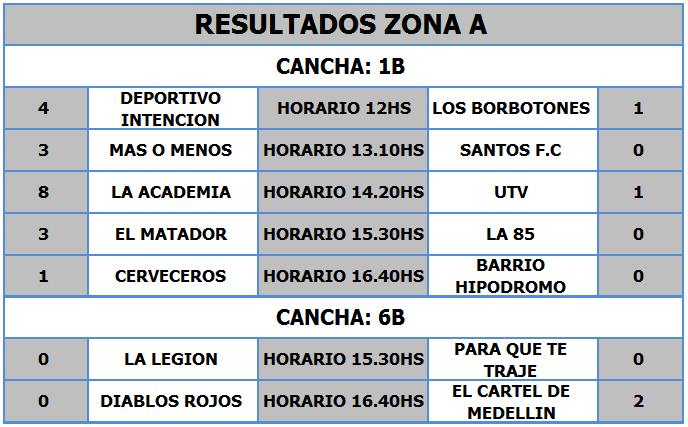 RESULTADOS ZONA A
CANCHA: 1B
4 DEPORTIVO INTENCION HORARIO 12HS LOS BORBOTONES 1
3 MAS O MENOS HORARIO 13.10HS SANTOS F.C 0
8 LA ACADEMIA HORARIO 14.20HS UTV 1
3 EL MATADOR HORARIO 15.30HS LA 85 0
1 CERVECEROS HORARIO 16.40HS BARRIO HIPODROMO 0
CANCHA: 6B
0 LA LEGION HORARIO 15.30HS PARA QUE TE TRAJE 0
0 DIABLOS ROJOS HORARIO 16.40HS EL CARTEL DE MEDELLIN 2